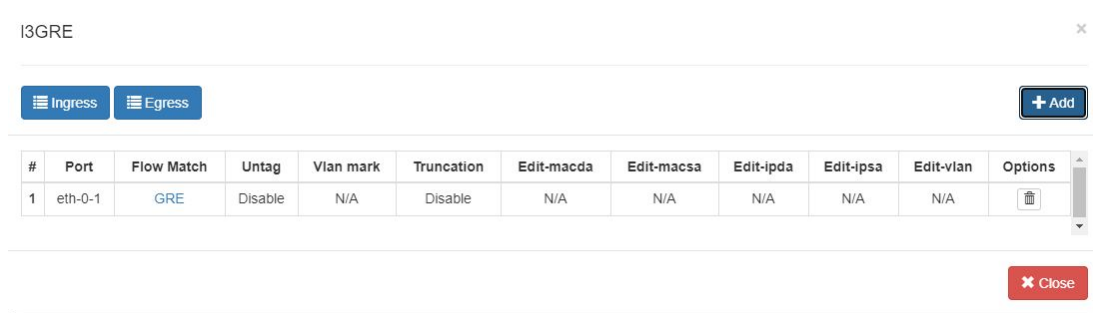 l3GRE
×
Ingress Egress + Add
# Port Flow Match Untag Vlan mark Truncation Edit-macda Edit-macsa Edit-ipda Edit-ipsa Edit-vlan Options
1 eth-0-1 GRE Disable N/A Disable N/A N/A N/A N/A N/A
Close